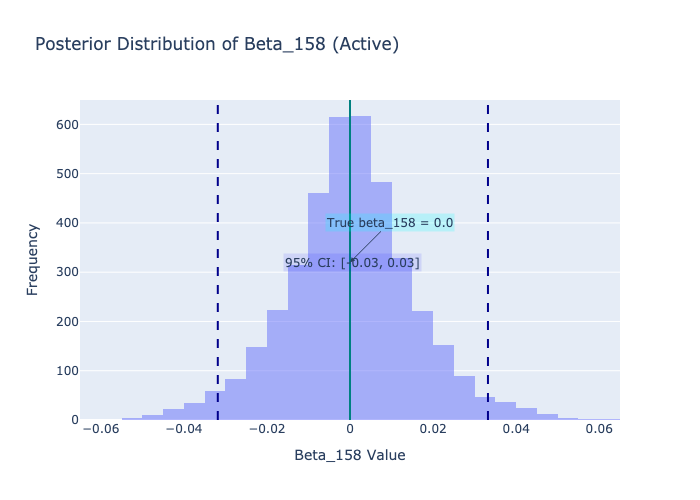 Posterior Distribution of Beta_158 (Active)
600
500
400
300
200
100
0
Frequency
True beta_158 = 0.0
95% CI: [-0.03, 0.03]
−0.06
−0.04
−0.02
0
0.02
0.04
0.06
Beta_158 Value